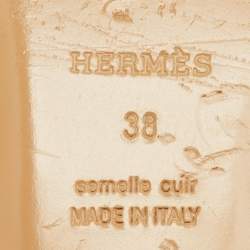 HERMÈS
38
semelle cuir
MADE IN ITALY